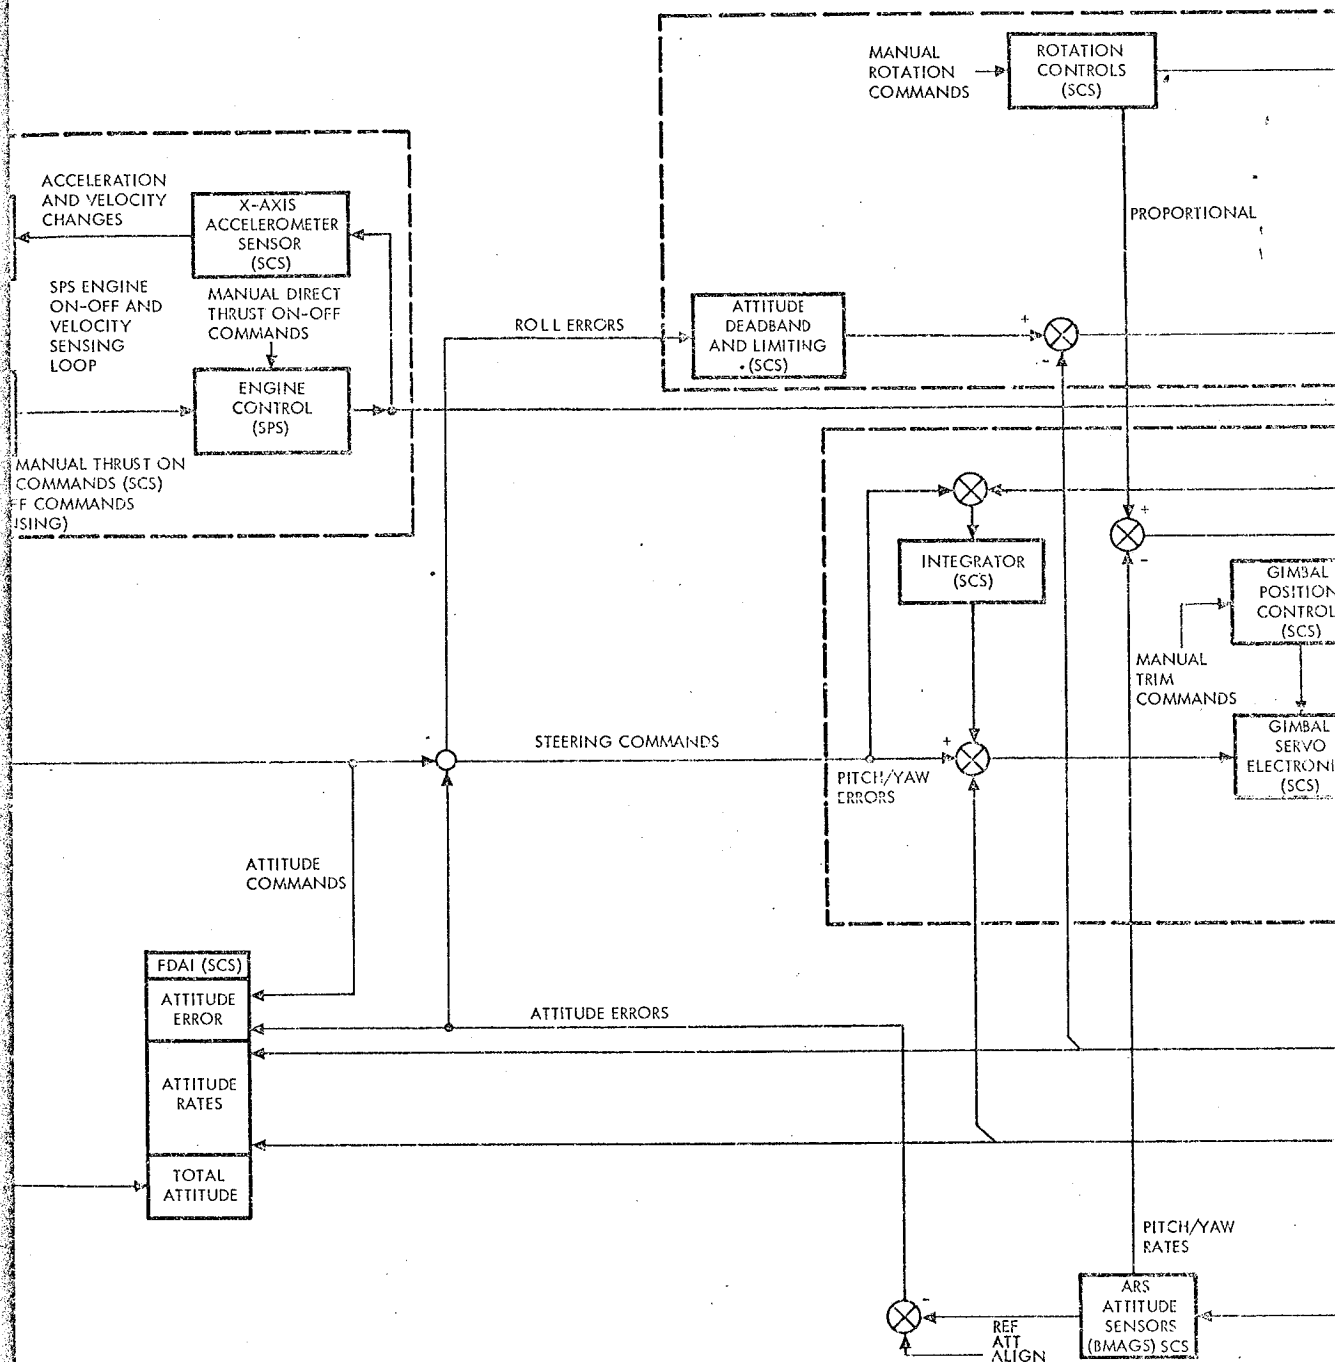 MANUAL
ROTATION
COMMANDS
ROTATION
CONTROLS
(SCS)
ACCELERATION
AND VELOCITY
CHANGES
X-AXIS
ACCELEROMETER
SENSOR
(SCS)
PROPORTIONAL
SPS ENGINE
ON-OFF AND
VELOCITY
SENSING
LOOP
MANUAL DIRECT
THRUST ON-OFF
COMMANDS
ROLL ERRORS
ATTITUDE
DEADBAND
AND LIMITING
(SCS)
+
-
ENGINE
CONTROL
(SPS)
MANUAL THRUST ON
COMMANDS (SCS)
FF COMMANDS
ISING)
+
-
INTEGRATOR
(SCS)
GIMBAL
POSITION
CONTROL
(SCS)
MANUAL
TRIM
COMMANDS
STEERING COMMANDS
+
PITCH/YAW
ERRORS
GIMBAL
SERVO
ELECTRONI
(SCS)
ATTITUDE
COMMANDS
FDAI (SCS)
ATTITUDE
ERROR
ATTITUDE ERRORS
ATTITUDE
RATES
TOTAL
ATTITUDE
PITCH/YAW
RATES
-
REF
ATT
ALIGN
ARS
ATTITUDE
SENSORS
(BMAGS) SCS